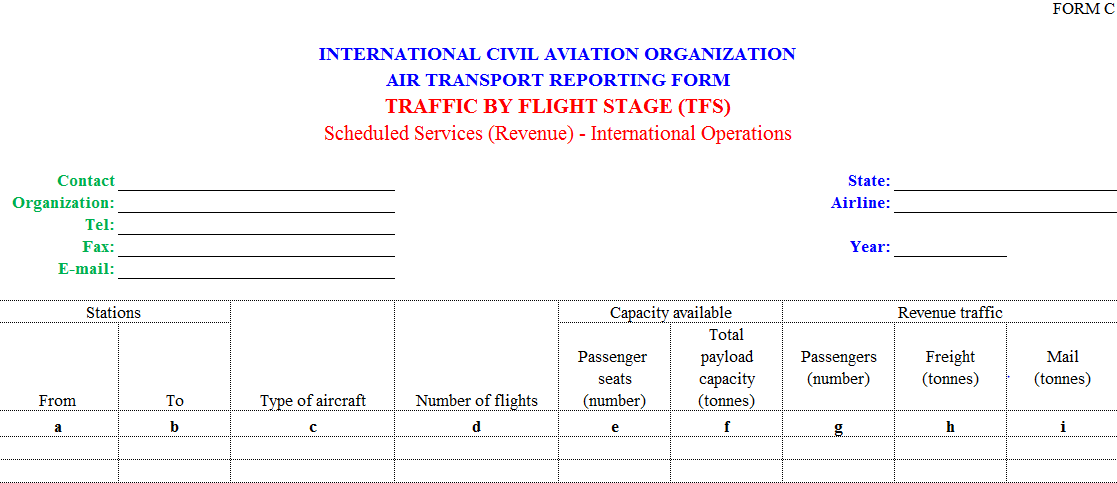 FORM C
INTERNATIONAL CIVIL AVIATION ORGANIZATION
AIR TRANSPORT REPORTING FORM
TRAFFIC BY FLIGHT STAGE (TFS)
Scheduled Services (Revenue) - International Operations
Contact
Organization:
Tel:
Fax:
E-mail:
State:
Airline:
Year:
Stations
Capacity available
Revenue traffic
From
To
Type of aircraft
Number of flights
Passenger
seats
(number)
Total
payload
capacity
(tonnes)
Passengers
(number)
Freight
(tonnes)
Mail
(tonnes)
a b c d e f g h i